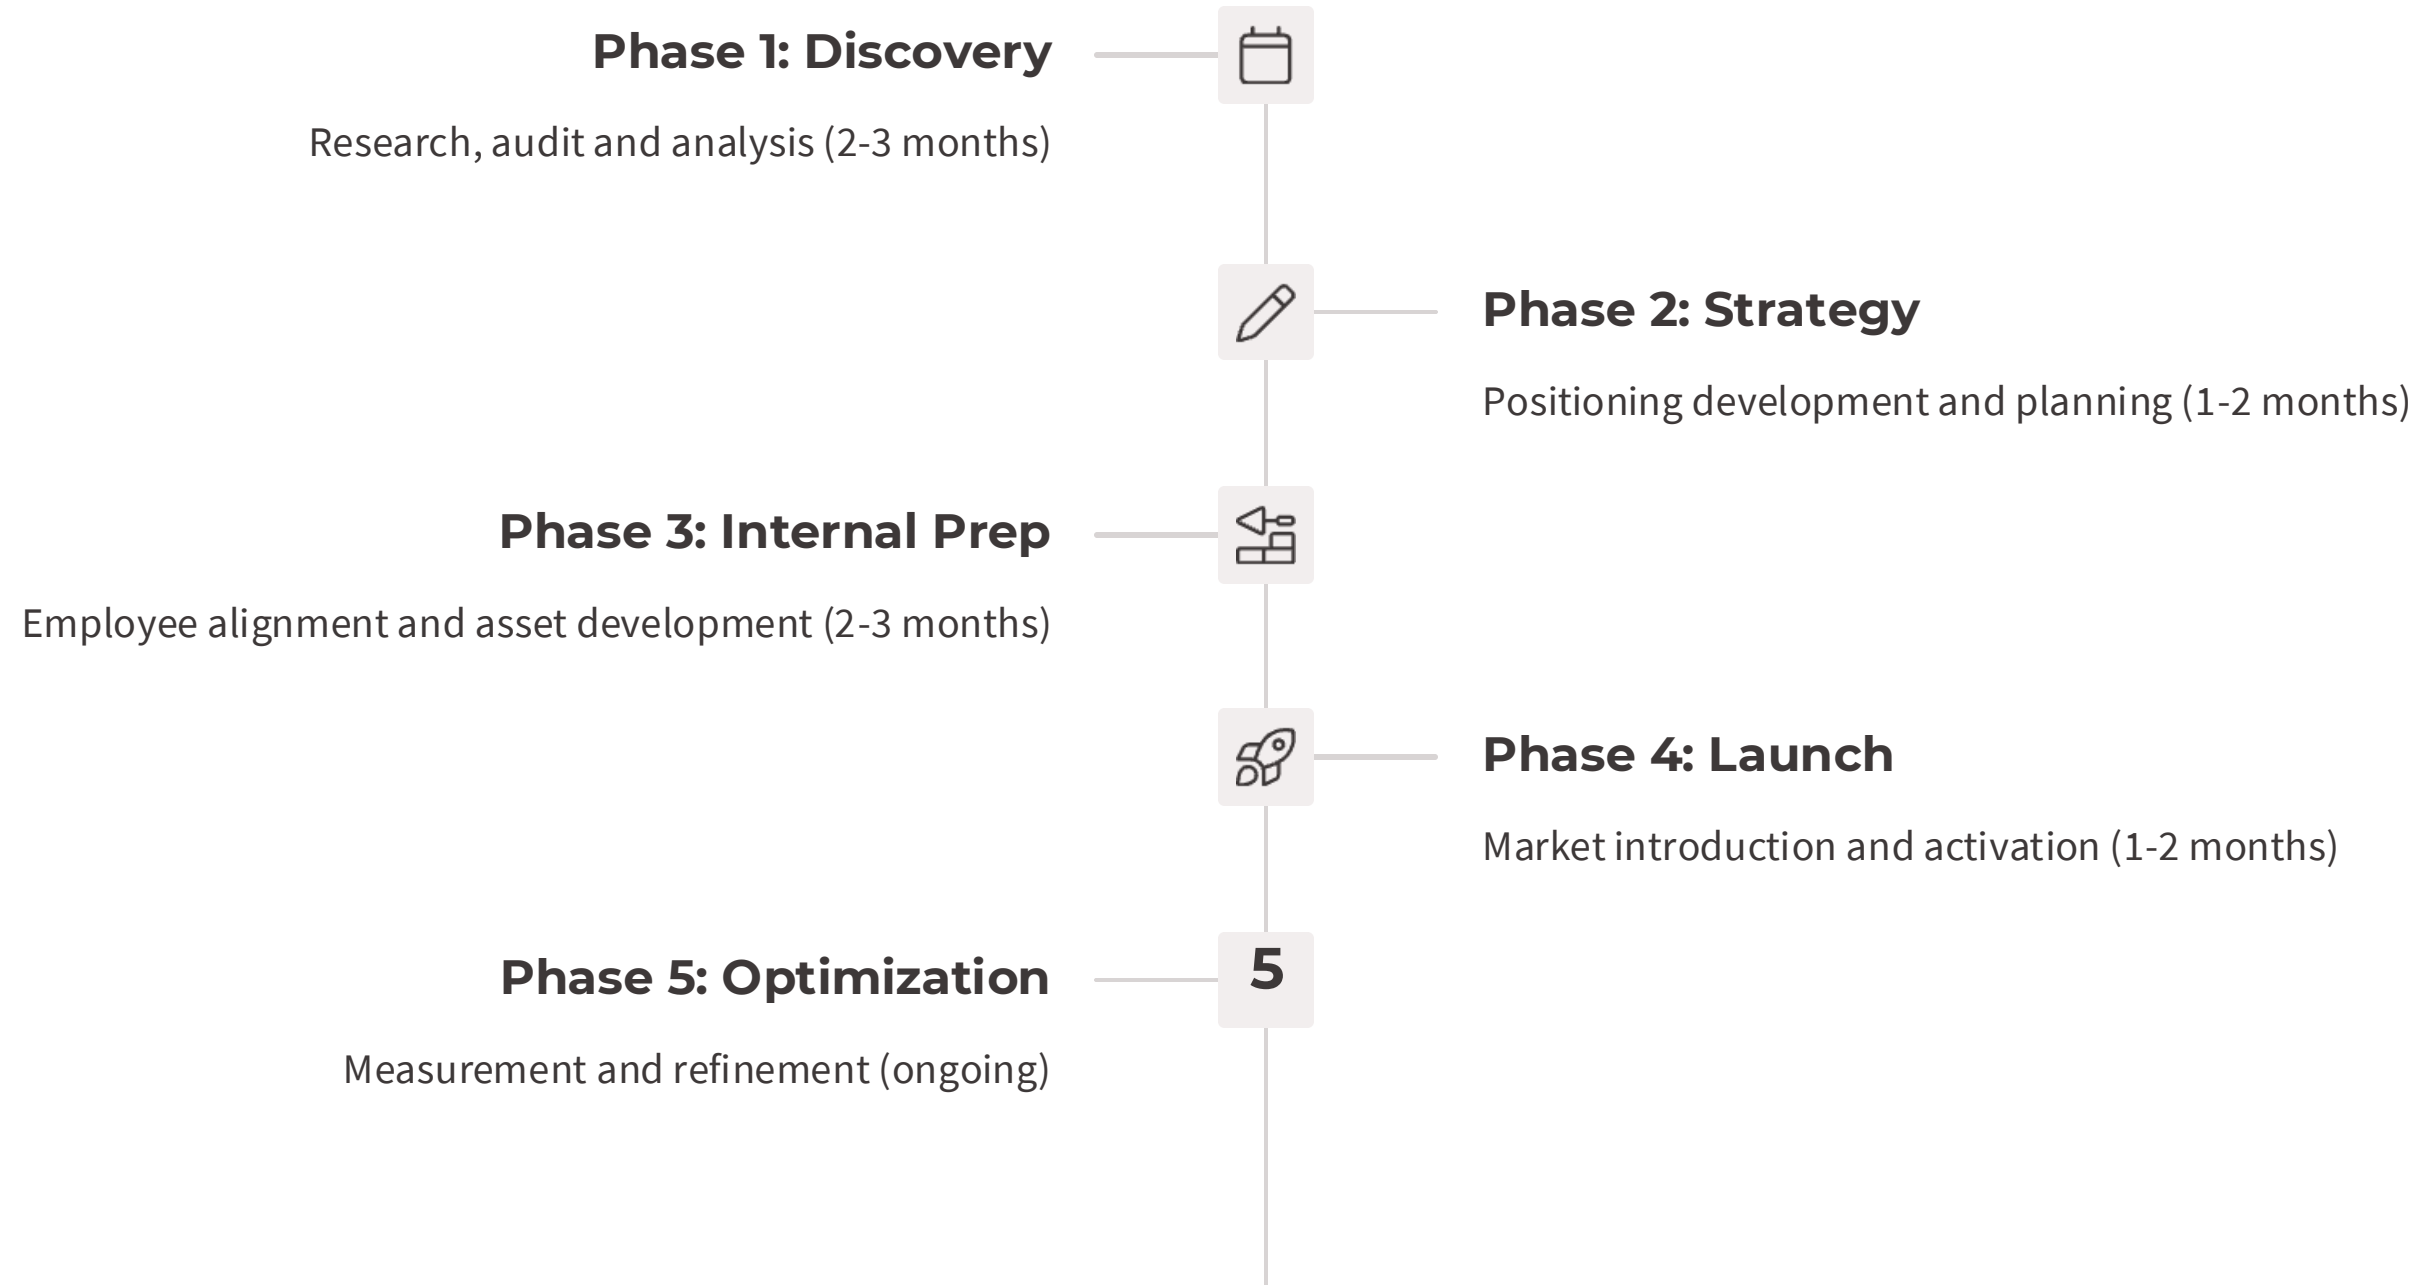 Phase 1: Discovery
Research, audit and analysis (2-3 months)
Phase 2: Strategy
Positioning development and planning (1-2 months)
Phase 3: Internal Prep
Employee alignment and asset development (2-3 months)
Phase 4: Launch
Market introduction and activation (1-2 months)
Phase 5: Optimization
5
Measurement and refinement (ongoing)